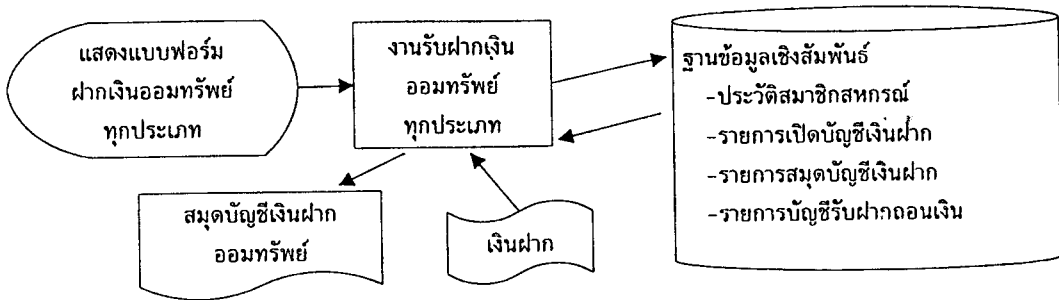 แสดงแบบฟอร์ม
ฝากเงินออมทรัพย์
ทุกประเภท
งานรับฝากเงิน
ออมทรัพย์
ทุกประเภท
ฐานข้อมูลเชิงสัมพันธ์
-ประวัติสมาชิกสหกรณ์
-รายการเปิดบัญชีเงินฝาก
-รายการสมุดบัญชีเงินฝาก
-รายการบัญชีรับฝากถอนเงิน
สมุดบัญชีเงินฝาก
ออมทรัพย์
เงินฝาก